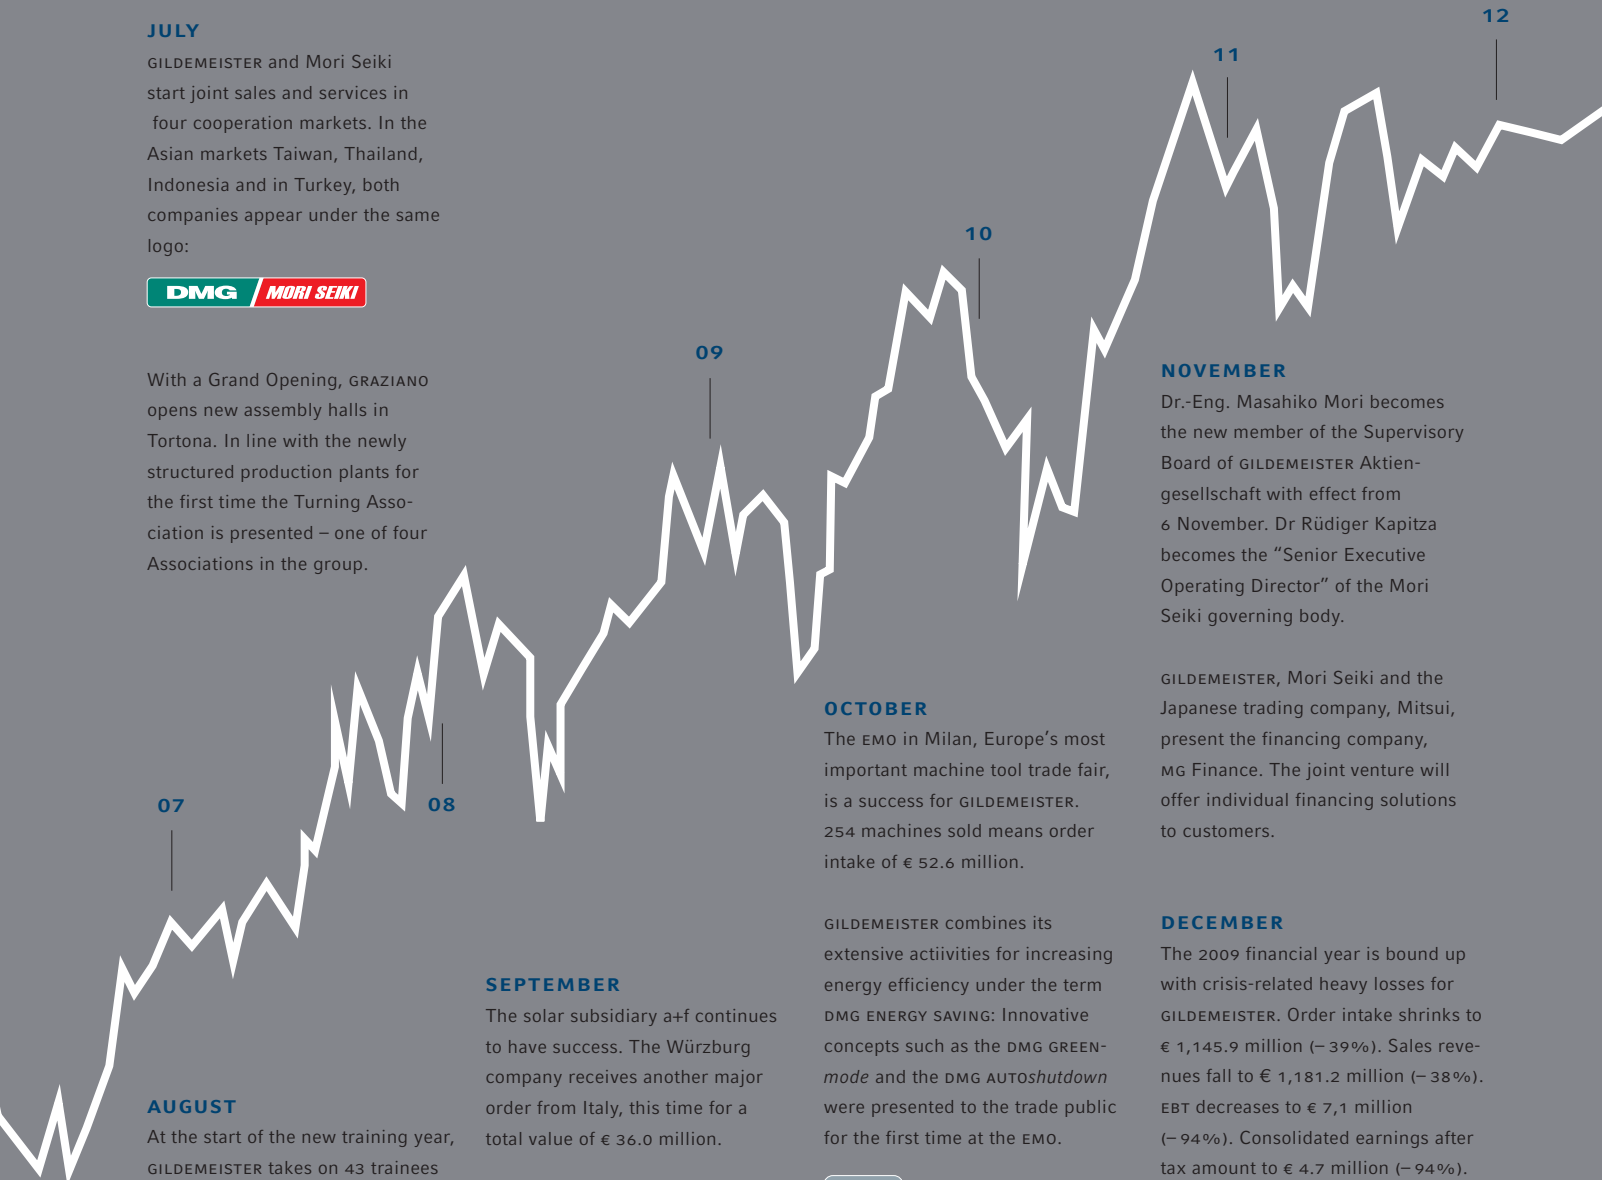 JULY
GILDEMEISTER and Mori Seiki
start joint sales and services in
four cooperation markets. In the
Asian markets Taiwan, Thailand,
Indonesia and in Turkey, both
companies appear under the same
logo:
DMG MORI SEIKI
With a Grand Opening, GRAZIANO
opens new assembly halls in
Tortona. In line with the newly
structured production plants for
the first time the Turning Asso-
ciation is presented – one of four
Associations in the group.
07
08
09
10
11
12
AUGUST
At the start of the new training year,
GILDEMEISTER takes on 43 trainees
SEPTEMBER
The solar subsidiary a+f continues
to have success. The Würzburg
company receives another major
order from Italy, this time for a
total value of € 36.0 million.
OCTOBER
The EMO in Milan, Europe’s most
important machine tool trade fair,
is a success for GILDEMEISTER.
254 machines sold means order
intake of € 52.6 million.
GILDEMEISTER combines its
extensive actiivities for increasing
energy efficiency under the term
DMG ENERGY SAVING: Innovative
concepts such as the DMG GREEN-
mode and the DMG AUTOshutdown
were presented to the trade public
for the first time at the EMO.
NOVEMBER
Dr.-Eng. Masahiko Mori becomes
the new member of the Supervisory
Board of GILDEMEISTER Aktien-
gesellschaft with effect from
6 November. Dr Rüdiger Kapitza
becomes the “Senior Executive
Operating Director” of the Mori
Seiki governing body.
GILDEMEISTER, Mori Seiki and the
Japanese trading company, Mitsui,
present the financing company,
MG Finance. The joint venture will
offer individual financing solutions
to customers.
DECEMBER
The 2009 financial year is bound up
with crisis-related heavy losses for
GILDEMEISTER. Order intake shrinks to
€ 1,145.9 million (– 39%). Sales reve-
nues fall to € 1,181.2 million (– 38%).
EBT decreases to € 7,1 million
(– 94%). Consolidated earnings after
tax amount to € 4.7 million (– 94%).